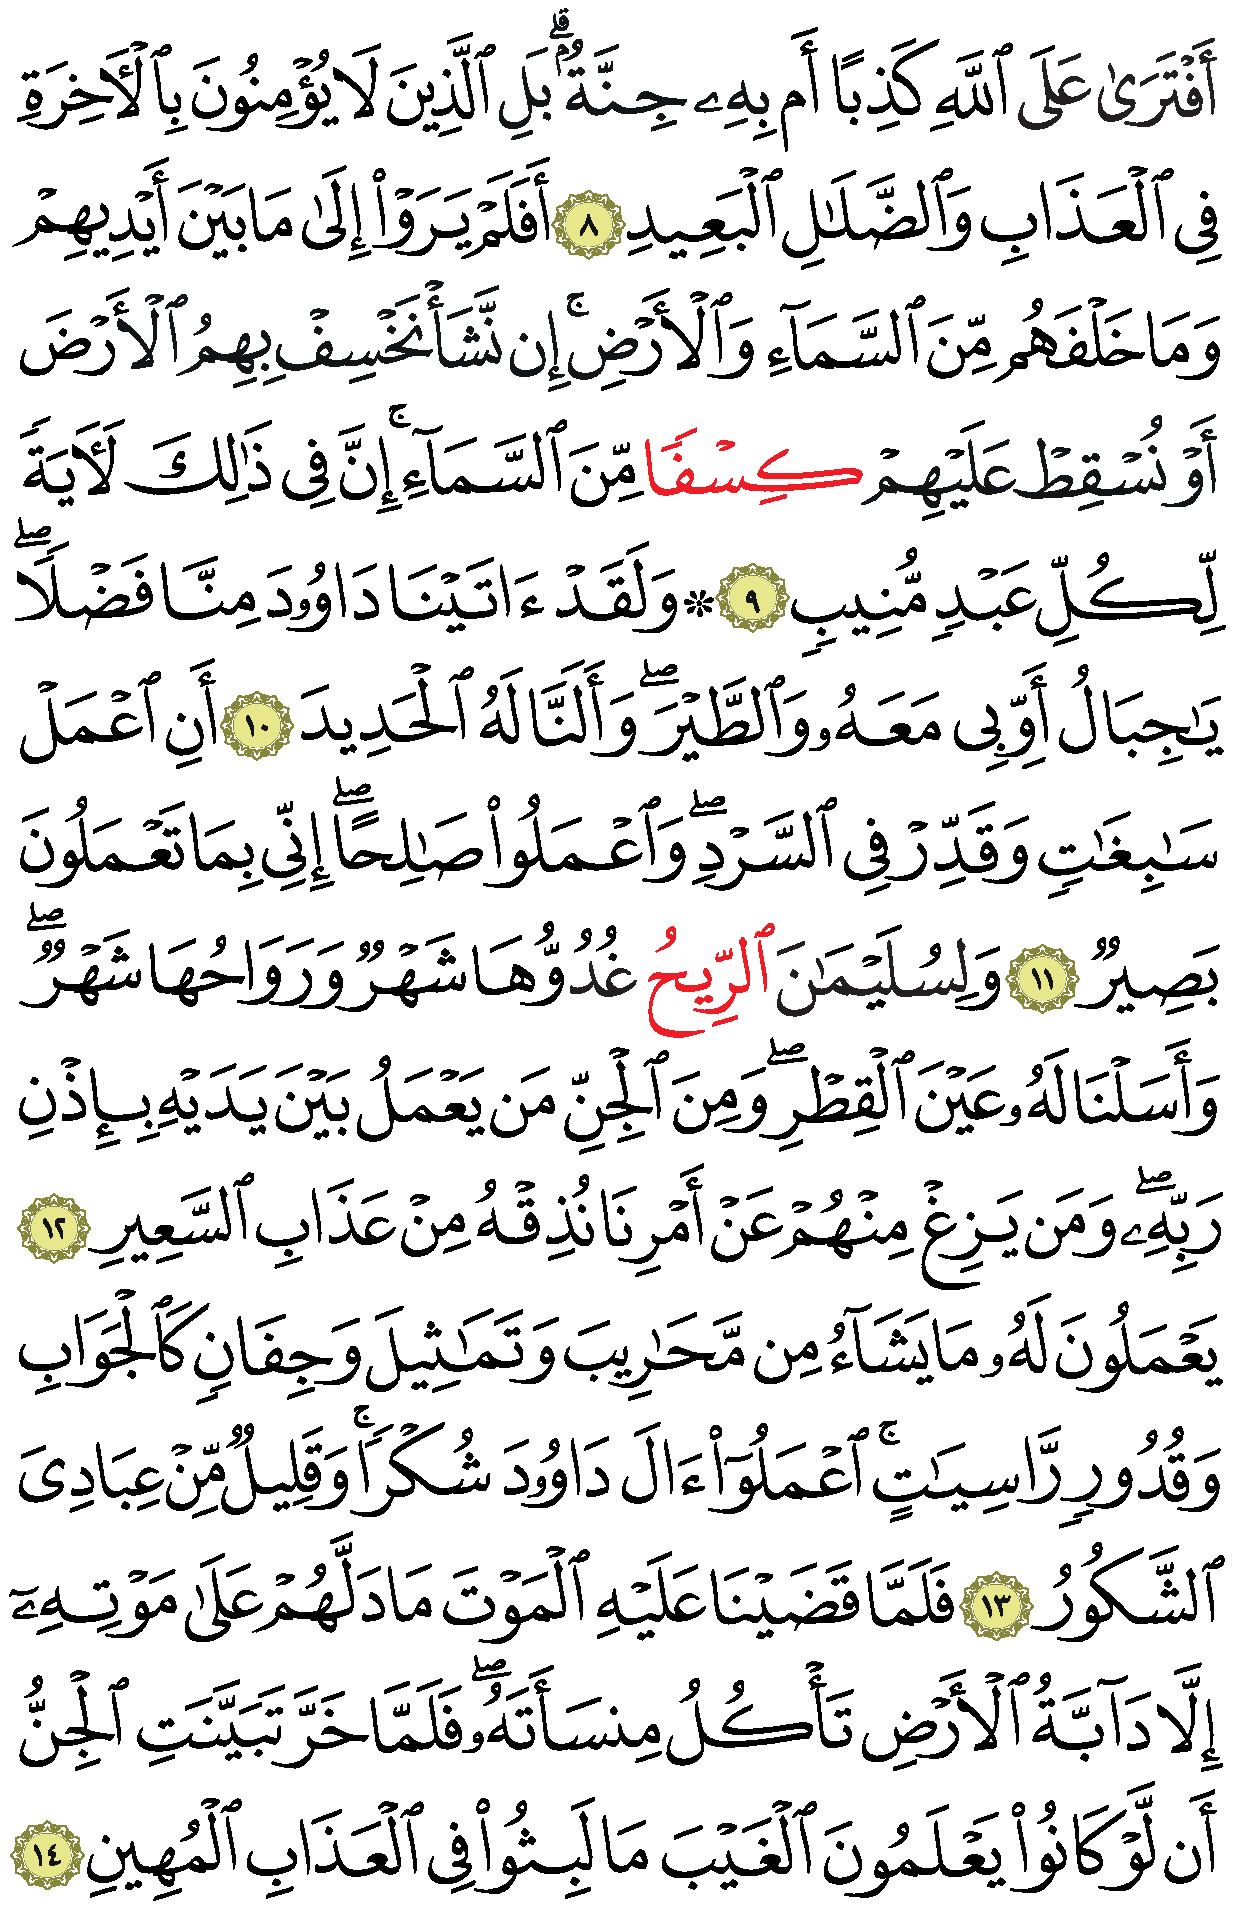 أَفْتَرَىٰ عَلَى ٱللَّهِ كَذِبًا أَم بِهِۦ جِنَّةٌۢ ۗ بَلِ ٱلَّذِينَ لَا يُؤْمِنُونَ بِٱلْأَخِرَةِ
فِى ٱلْعَذَابِ وَٱلضَّلَـٰلِ ٱلْبَعِيدِ ٨ أَفَلَمْ يَرَوْا۟ إِلَىٰ مَا بَيْنَ أَيْدِيهِمْ
وَمَا خَلْفَهُم مِّنَ ٱلسَّمَآءِ وَٱلْأَرْضِ ۚ إِن نَّشَأْ نَخْسِفْ بِهِمُ ٱلْأَرْضَ
أَوْ نُسْقِطْ عَلَيْهِمْ كِسْفًا مِّنَ ٱلسَّمَآءِ ۚ إِنَّ فِى ذَٰلِكَ لَأَيَةً
لِّكُلِّ عَبْدٍ مُّنِيبٍ ٩ ۞ وَلَقَدْ ءَاتَيْنَا دَاوُۥدَ مِنَّا فَضْلًا ۖ
يَـٰجِبَالُ أَوِّبِى مَعَهُۥ وَٱلطَّيْرَ ۖ وَأَلَنَّا لَهُ ٱلْحَدِيدَ ١٠ أَنِ ٱعْمَلْ
سَـٰبِغَـٰتٍ وَقَدِّرْ فِى ٱلسَّرْدِ ۖ وَٱعْمَلُوا۟ صَـٰلِحًا ۖ إِنِّى بِمَا تَعْمَلُونَ
بَصِيرٌ ١١ وَلِسُلَيْمَـٰنَ ٱلرِّيحُ غُدُوُّهَا شَهْرٌ وَرَوَاحُهَا شَهْرٌ ۖ
وَأَسَلْنَا لَهُۥ عَيْنَ ٱلْقِطْرِ ۖ وَمِنَ ٱلْجِنِّ مَن يَعْمَلُ بَيْنَ يَدَيْهِ بِإِذْنِ
رَبِّهِۦ ۖ وَمَن يَزِغْ مِنْهُمْ عَنْ أَمْرِنَا نُذِقْهُ مِنْ عَذَابِ ٱلسَّعِيرِ ١٢
يَعْمَلُونَ لَهُۥ مَا يَشَآءُ مِن مَّحَـٰرِيبَ وَتَمَـٰثِيلَ وَجِفَانٍ كَٱلْجَوَابِ
وَقُدُورٍ رَّاسِيَـٰتٍ ۚ ٱعْمَلُوٓا۟ ءَالَ دَاوُۥدَ شُكْرًا ۚ وَقَلِيلٌ مِّنْ عِبَادِىَ
ٱلشَّكُورُ ١٣ فَلَمَّا قَضَيْنَا عَلَيْهِ ٱلْمَوْتَ مَا دَلَّهُمْ عَلَىٰ مَوْتِهِۦٓ
إِلَّا دَآبَّةُ ٱلْأَرْضِ تَأْكُلُ مِنسَأَتَهُۥ ۖ فَلَمَّا خَرَّ تَبَيَّنَتِ ٱلْجِنُّ
أَن لَّوْ كَانُوا۟ يَعْلَمُونَ ٱلْغَيْبَ مَا لَبِثُوا۟ فِى ٱلْعَذَابِ ٱلْمُهِينِ ١٤